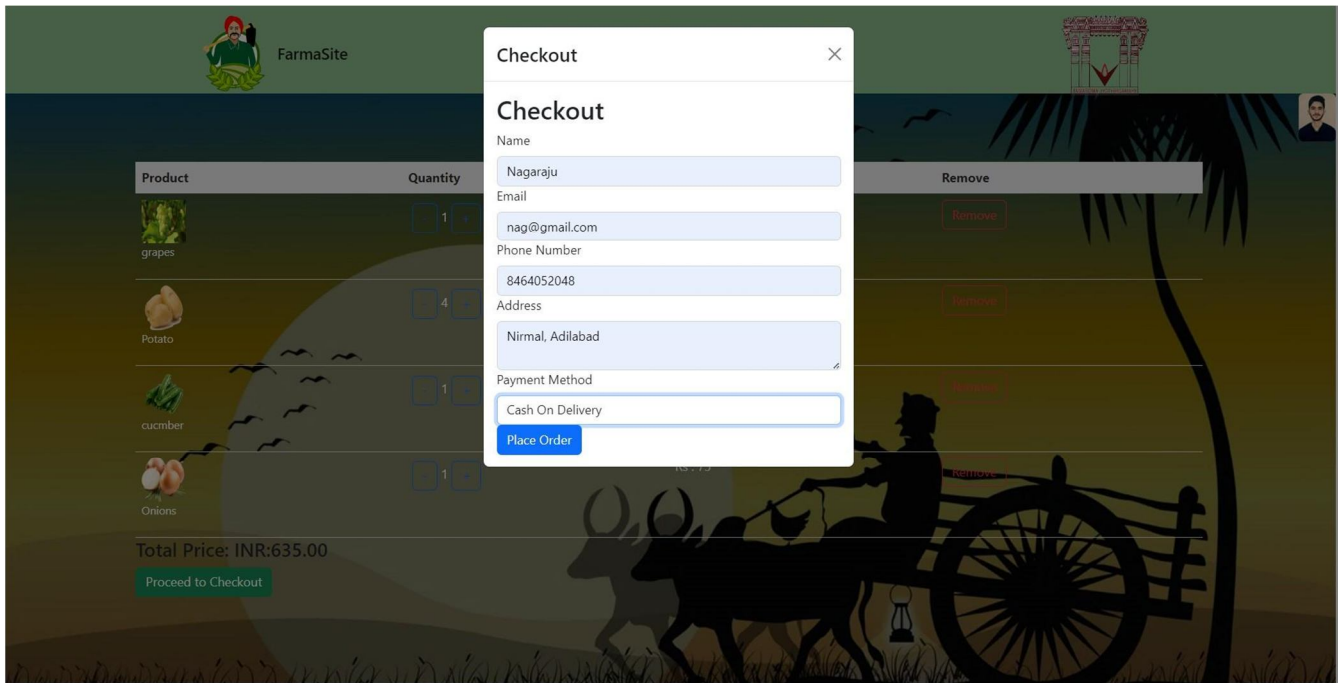 FarmaSite
Checkout
Checkout
Name
Nagaraju
Email
nag@gmail.com
Phone Number
8464052048
Address
Nirmal, Adilabad
Payment Method
Cash On Delivery
Place Order
Product Quantity Remove
- 1 + Remove
grapes
- 4 + Remove
Potato
- 1 + Remove
cucmber
- 1 + Rs : 75 Remove
Onions
Total Price: INR:635.00
Proceed to Checkout